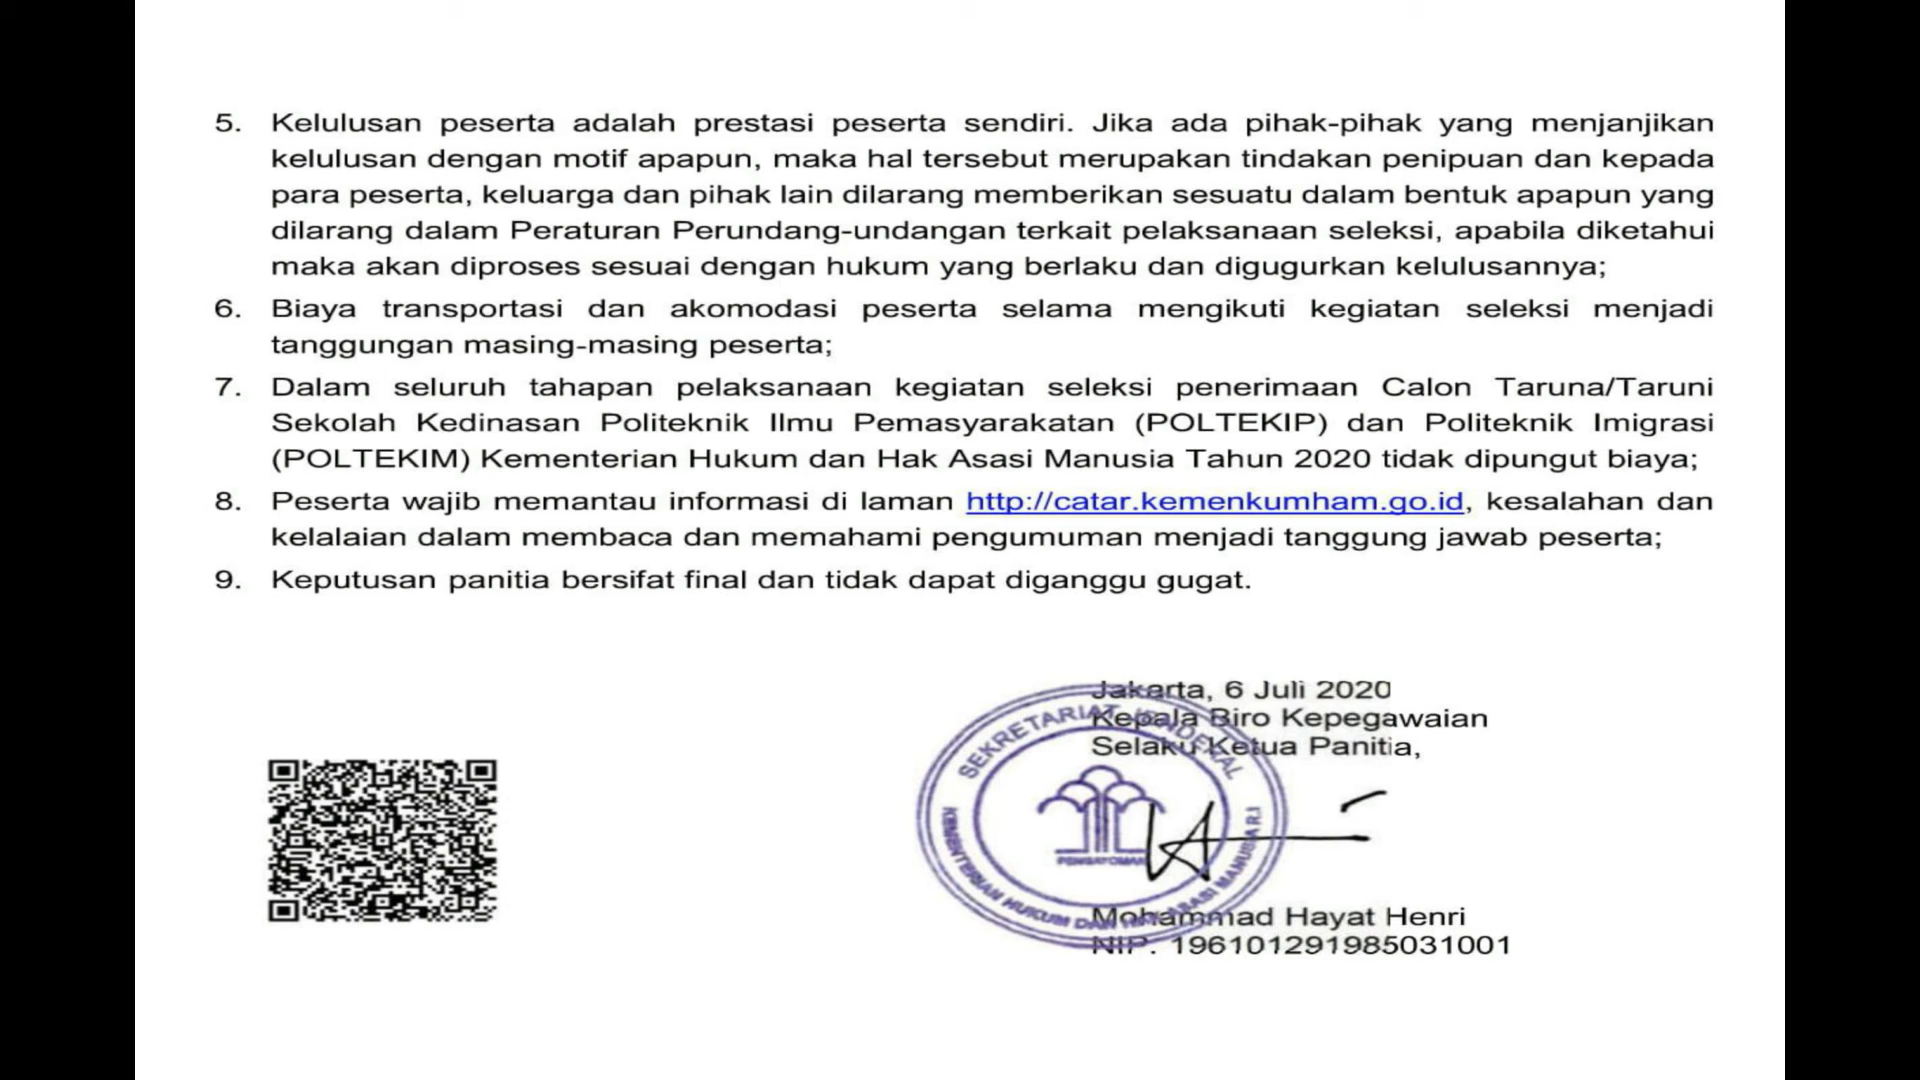 5. Kelulusan peserta adalah prestasi peserta sendiri. Jika ada pihak-pihak yang menjanjikan
kelulusan dengan motif apapun, maka hal tersebut merupakan tindakan penipuan dan kepada
para peserta, keluarga dan pihak lain dilarang memberikan sesuatu dalam bentuk apapun yang
dilarang dalam Peraturan Perundang-undangan terkait pelaksanaan seleksi, apabila diketahui
maka akan diproses sesuai dengan hukum yang berlaku dan digugurkan kelulusannya;
6. Biaya transportasi dan akomodasi peserta selama mengikuti kegiatan seleksi menjadi
tanggungan masing-masing peserta;
7. Dalam seluruh tahapan pelaksanaan kegiatan seleksi penerimaan Calon Taruna/Taruni
Sekolah Kedinasan Politeknik Ilmu Pemasyarakatan (POLTEKIP) dan Politeknik Imigrasi
(POLTEKIM) Kementerian Hukum dan Hak Asasi Manusia Tahun 2020 tidak dipungut biaya;
8. Peserta wajib memantau informasi di laman http://catar.kemenkumham.go.id, kesalahan dan
kelalaian dalam membaca dan memahami pengumuman menjadi tanggung jawab peserta;
9. Keputusan panitia bersifat final dan tidak dapat diganggu gugat.
Jakarta, 6 Juli 2020
Kepala Biro Kepegawaian
Selaku Ketua Panitia,
SEKRETARIAT JENDERAL
PENGAYOMAN
KEMENTERIAN HUKUM DAN HAK ASASI MANUSIA R.I
Mohammad Hayat Henri
NIP. 196101291985031001